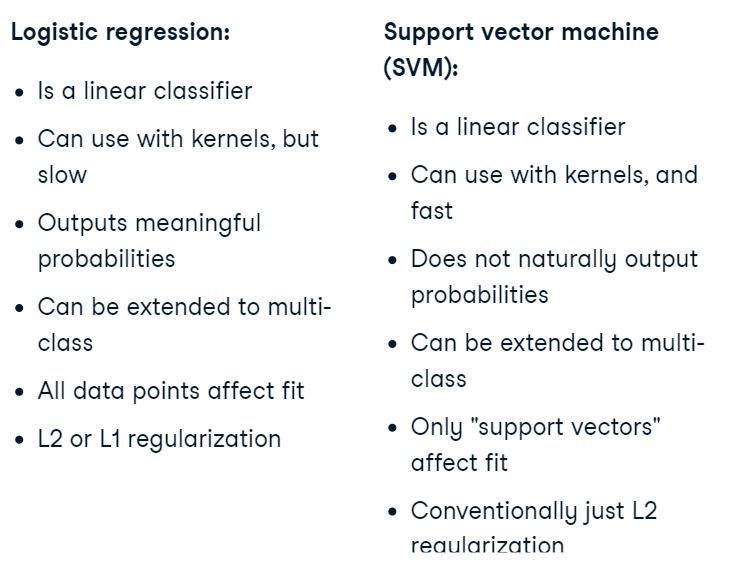 Logistic regression:
• Is a linear classifier
• Can use with kernels, but
slow
• Outputs meaningful
probabilities
• Can be extended to multi-
class
• All data points affect fit
• L2 or L1 regularization
Support vector machine
(SVM):
• Is a linear classifier
• Can use with kernels, and
fast
• Does not naturally output
probabilities
• Can be extended to multi-
class
• Only "support vectors"
affect fit
• Conventionally just L2
regularization